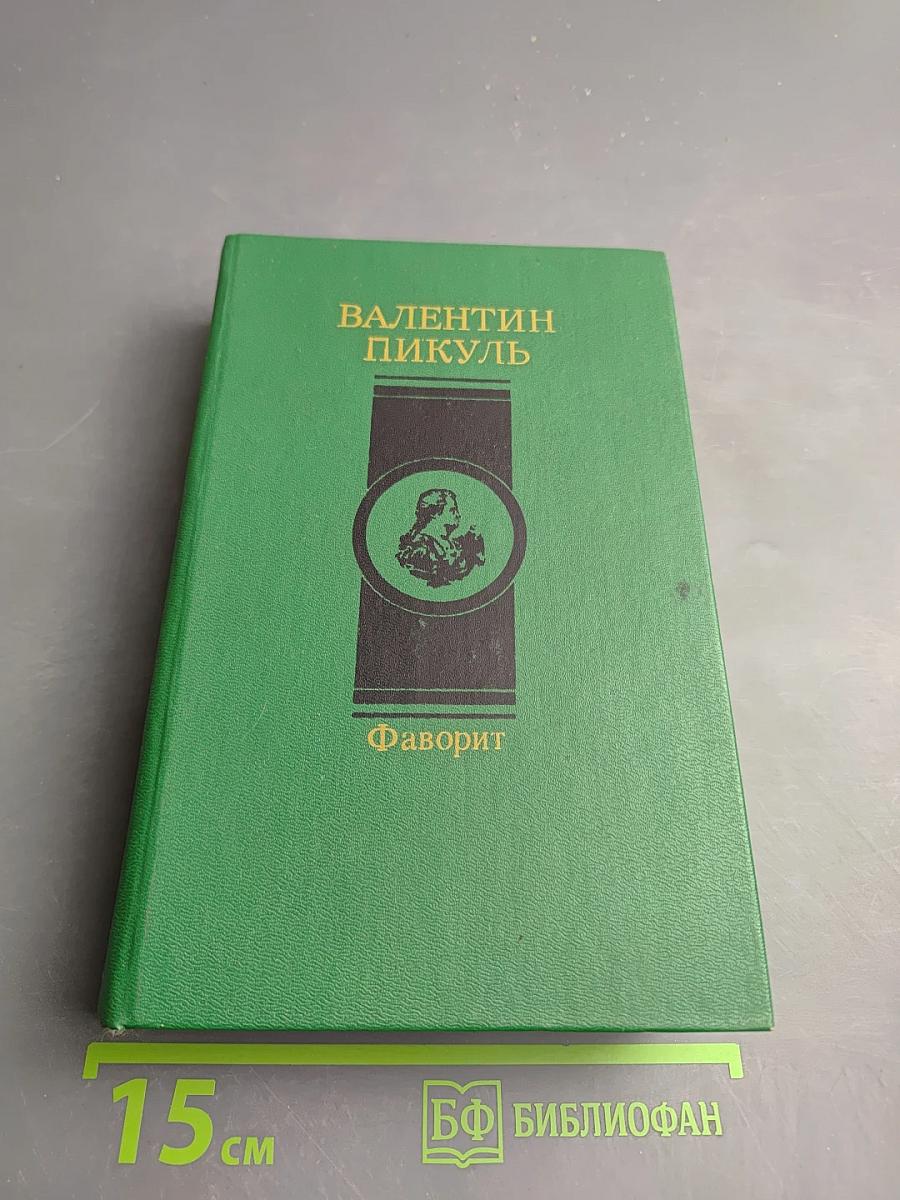 ВАЛЕНТИН
ПИКУЛЬ
Фаворит
15 см
БФ БИБЛИОФАН